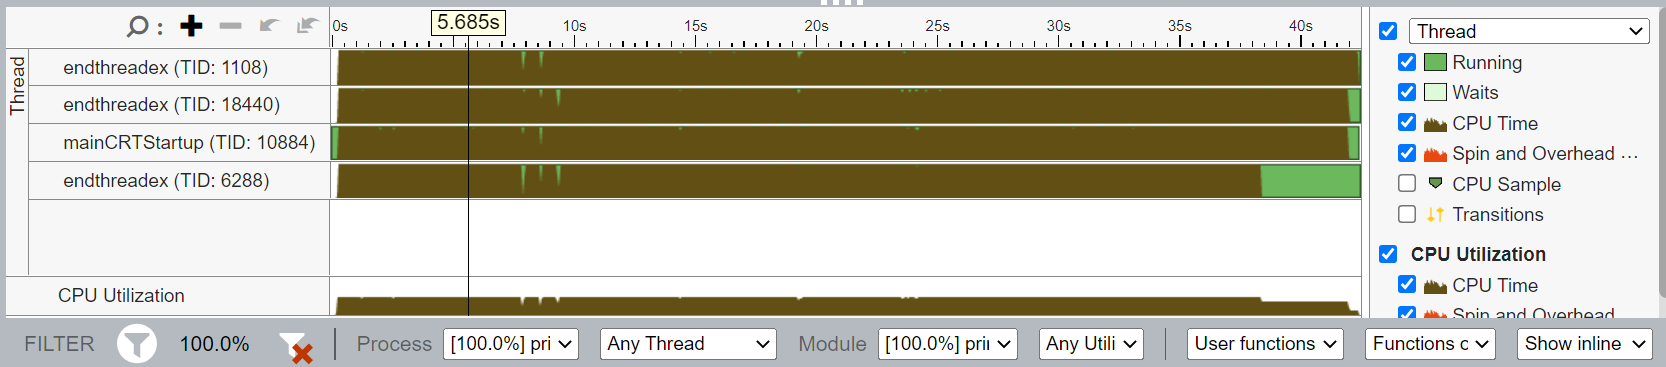 5.685s
0s 10s 15s 20s 25s 30s 35s 40s
Thread
endthreadex (TID: 1108)
endthreadex (TID: 18440)
mainCRTStartup (TID: 10884)
endthreadex (TID: 6288)
CPU Utilization
Thread
Running
Waits
CPU Time
Spin and Overhead ...
CPU Sample
Transitions
CPU Utilization
CPU Time
Spin and Overhead
FILTER 100.0% Process [100.0%] pri Any Thread Module [100.0%] prin Any Utili User functions Functions o Show inline